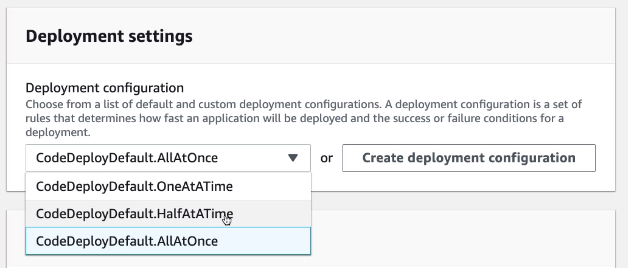 Deployment settings
Deployment configuration
Choose from a list of default and custom deployment configurations. A deployment configuration is a set of
rules that determines how fast an application will be deployed and the success or failure conditions for a
deployment.
CodeDeployDefault.AllAtOnce or Create deployment configuration
CodeDeployDefault.OneAtATime
CodeDeployDefault.HalfAtATime
CodeDeployDefault.AllAtOnce